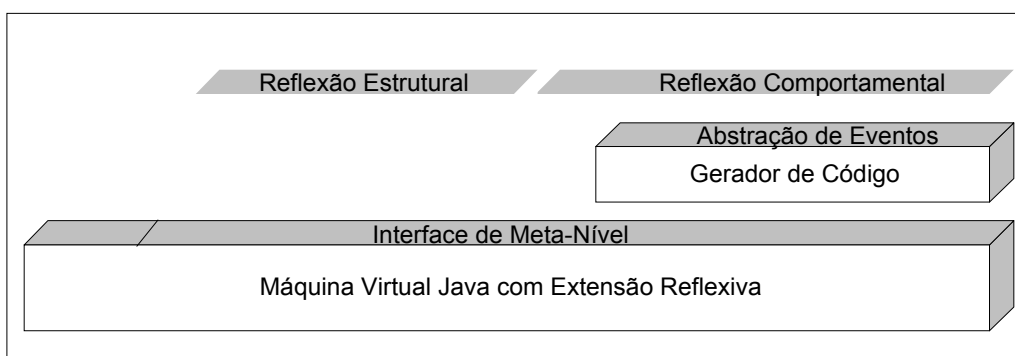 Reflexão Estrutural
Reflexão Comportamental
Abstração de Eventos
Gerador de Código
Interface de Meta-Nível
Máquina Virtual Java com Extensão Reflexiva